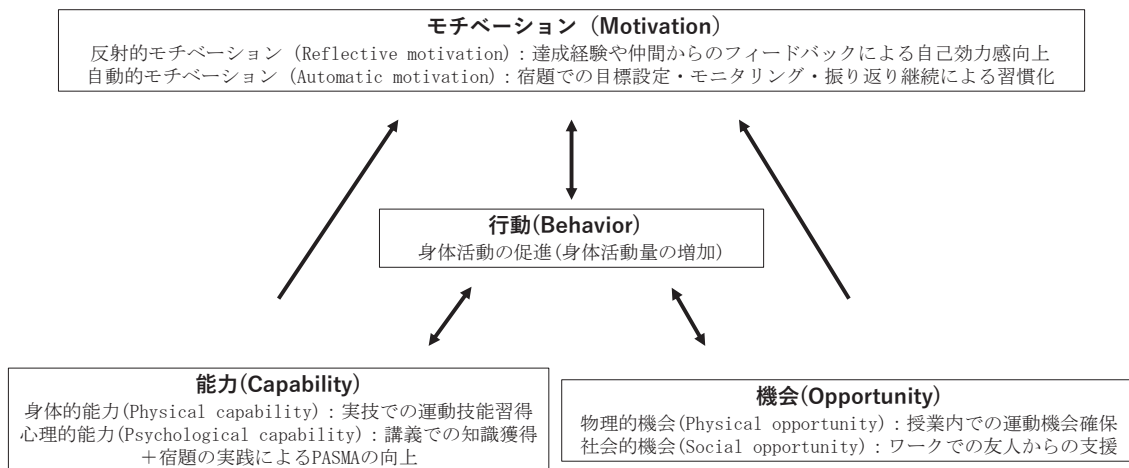 モチベーション（Motivation）
反射的モチベーション（Reflective motivation）：達成経験や仲間からのフィードバックによる自己効力感向上
自動的モチベーション（Automatic motivation）：宿題での目標設定・モニタリング・振り返り継続による習慣化
行動(Behavior)
身体活動の促進(身体活動量の増加)
能力(Capability)
身体的能力(Physical capability)：実技での運動技能習得
心理的能力(Psychological capability)：講義での知識獲得
＋宿題の実践によるPASMAの向上
機会(Opportunity)
物理的機会(Physical opportunity)：授業内での運動機会確保
社会的機会(Social opportunity)：ワークでの友人からの支援